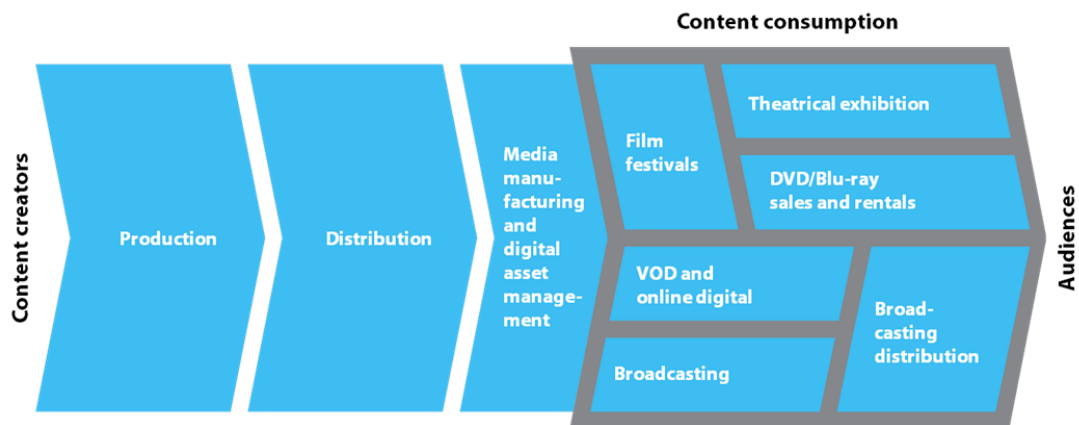 Content consumption
Content creators
Production
Distribution
Media
manu-
facturing
and
digital
asset
manage-
ment
Film
festivals
Theatrical exhibition
DVD/Blu-ray
sales and rentals
VOD and
online digital
Broadcasting
Broad-
casting
distribution
Audiences